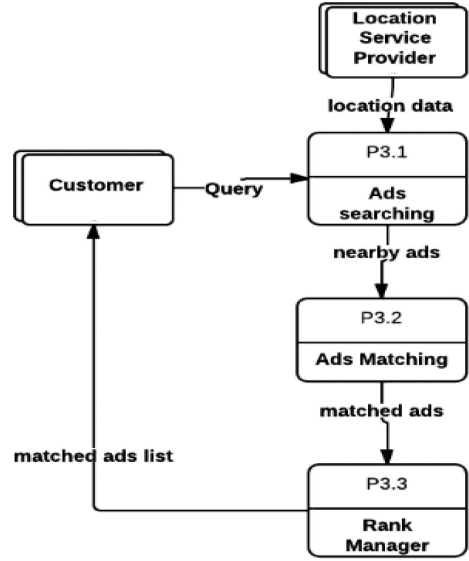 Location
Service
Provider
location data
P3.1
Customer
Query
Ads
searching
nearby ads
P3.2
Ads Matching
matched ads
matched ads list
P3.3
Rank
Manager